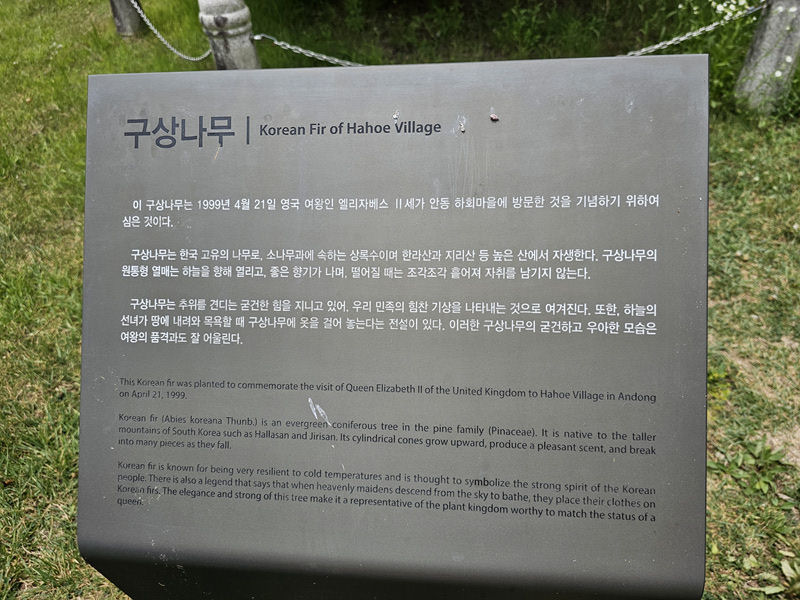 구상나무 | Korean Fir of Hahoe Village
이 구상나무는 1999년 4월 21일 영국 여왕인 엘리자베스 Ⅱ세가 안동 하회마을에 방문한 것을 기념하기 위하여
심은 것이다.
구상나무는 한국 고유의 나무로, 소나무과에 속하는 상록수이며 한라산과 지리산 등 높은 산에서 자생한다. 구상나무의
원통형 열매는 하늘을 향해 열리고, 좋은 향기가 나며, 떨어질 때는 조각조각 흩어져 자취를 남기지 않는다.
구상나무는 추위를 견디는 굳건한 힘을 지니고 있어, 우리 민족의 힘찬 기상을 나타내는 것으로 여겨진다. 또한, 하늘의
선녀가 땅에 내려와 목욕할 때 구상나무에 옷을 걸어 놓는다는 전설이 있다. 이러한 구상나무의 굳건하고 우아한 모습은
여왕의 품격과도 잘 어울린다.
This Korean fir was planted to commemorate the visit of Queen Elizabeth II of the United Kingdom to Hahoe Village in Andong
on April 21, 1999.
Korean fir (Abies koreana Thunb.) is an evergreen coniferous tree in the pine family (Pinaceae). It is native to the taller
mountains of South Korea such as Hallasan and Jirisan. Its cylindrical cones grow upward, produce a pleasant scent, and break
into many pieces as they fall.
Korean fir is known for being very resilient to cold temperatures and is thought to symbolize the strong spirit of the Korean
people. There is also a legend that says that when heavenly maidens descend from the sky to bathe, they place their clothes on
Korean firs. The elegance and strong of this tree make it a representative of the plant kingdom worthy to match the status of a
queen.